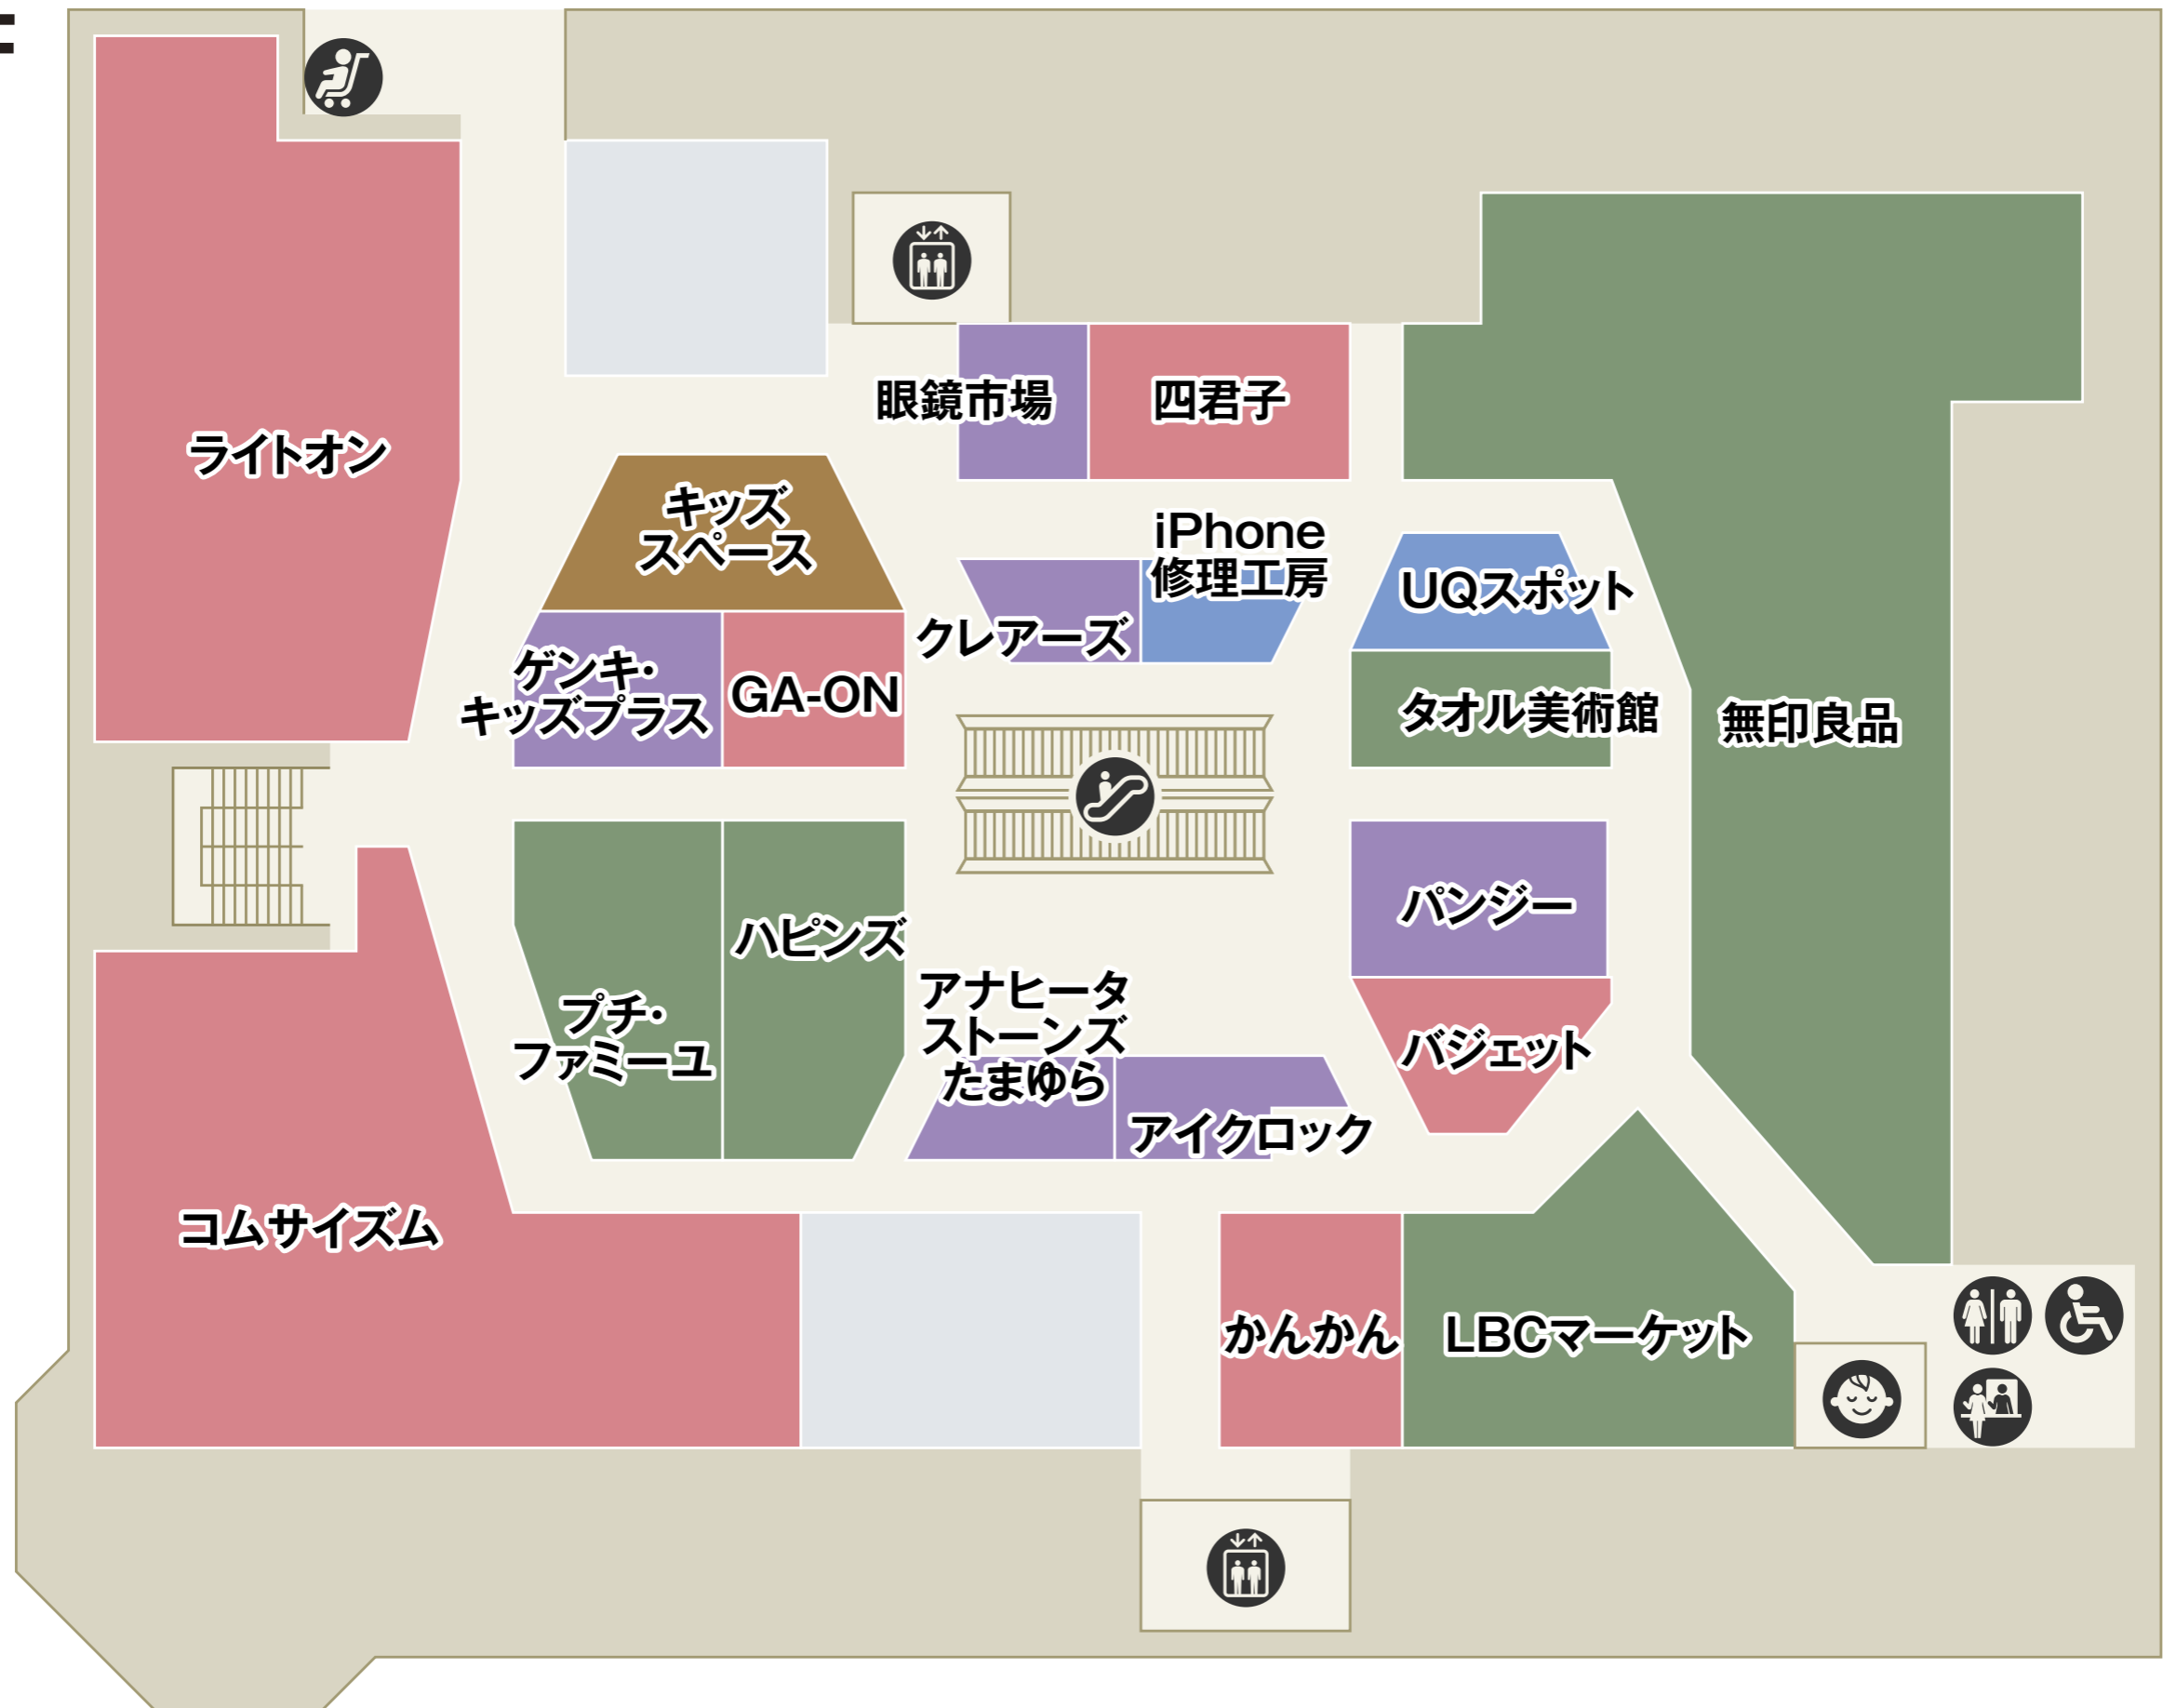 眼鏡市場
四君子
ライトオン
キッズ
スペース
iPhone
修理工房
クレアーズ
UQスポット
ゲンキ・
キッズプラス
GA-ON
タオル美術館
無印良品
パンジー
ハピンズ
プチ・
ファミーユ
アナヒータ
ストーンズ
たまゆら
バジェット
アイクロック
コムサイズム
かんかん
LBCマーケット